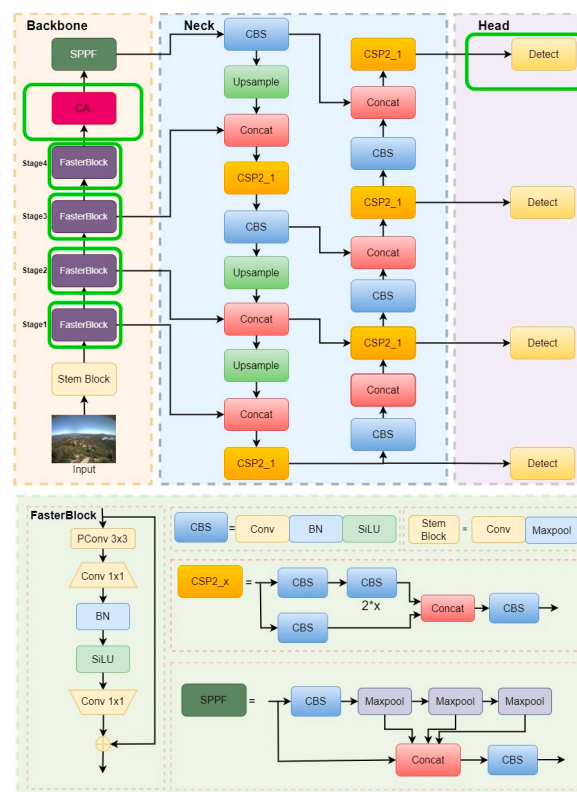 Backbone
Neck
Head
SPPF
CBS
CSP2_1
Detect
Upsample
CA
Concat
Concat
Stage4
FasterBlock
CBS
CSP2_1
CSP2_1
Detect
Stage3
FasterBlock
CBS
Concat
Stage2
FasterBlock
Upsample
CBS
Stage1
FasterBlock
Concat
CSP2_1
Detect
Upsample
Stem Block
Concat
Concat
CBS
Input
CSP2_1
Detect
FasterBlock
PConv 3x3
Conv 1x1
BN
SiLU
Conv 1x1
CBS
=
Conv
BN
SiLU
Stem
Block
=
Conv
Maxpool
CSP2_x
=
CBS
CBS
2*x
CBS
Concat
CBS
SPPF
=
CBS
Maxpool
Maxpool
Maxpool
Concat
CBS